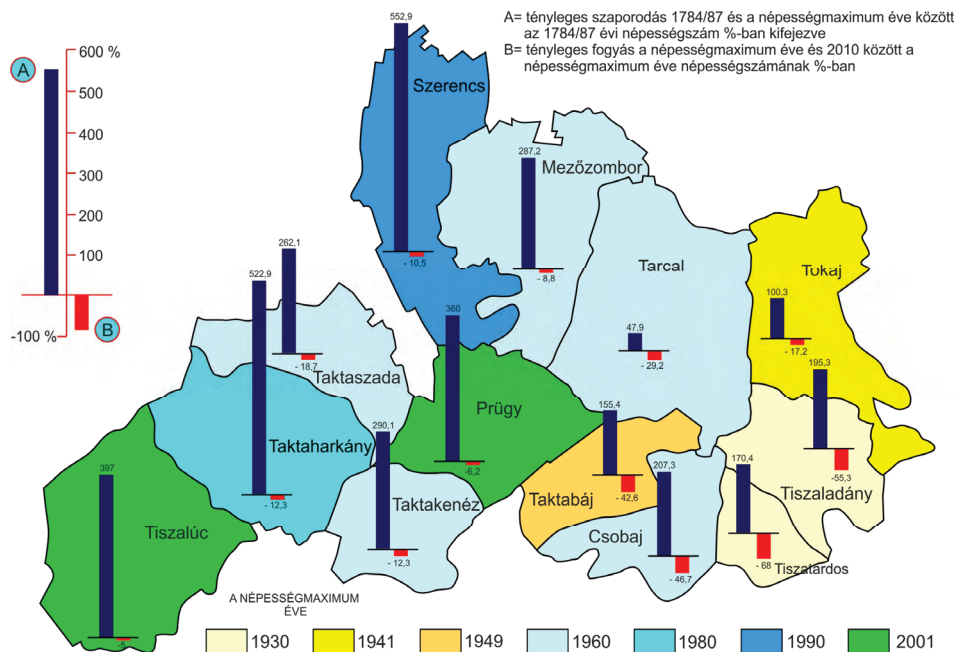 A= tényleges szaporodás 1784/87 és a népességmaximum éve között
az 1784/87 évi népességszám %-ban kifejezve
B= tényleges fogyás a népességmaximum éve és 2010 között a
népességmaximum éve népességszámának %-ban
600 %
A
500
400
300
200
100
-100 %
B
552,9
Szerencs
- 10,5
287,2
Mezőzombor
- 8,8
Tarcal
47,9
- 29,2
Tokaj
100,3
- 17,2
262,1
- 18,7
Taktaszada
522,9
Taktaharkány
- 12,3
360
Prügy
-6,2
195,3
-55,3
Tiszaladány
155,4
- 42,6
Taktabáj
290,1
Taktakenéz
- 12,3
207,3
Csobaj
- 46,7
170,4
- 68
Tiszatardos
397
Tiszalúc
-5
A NÉPESSÉGMAXIMUM
ÉVE
1930 1941 1949 1960 1980 1990 2001